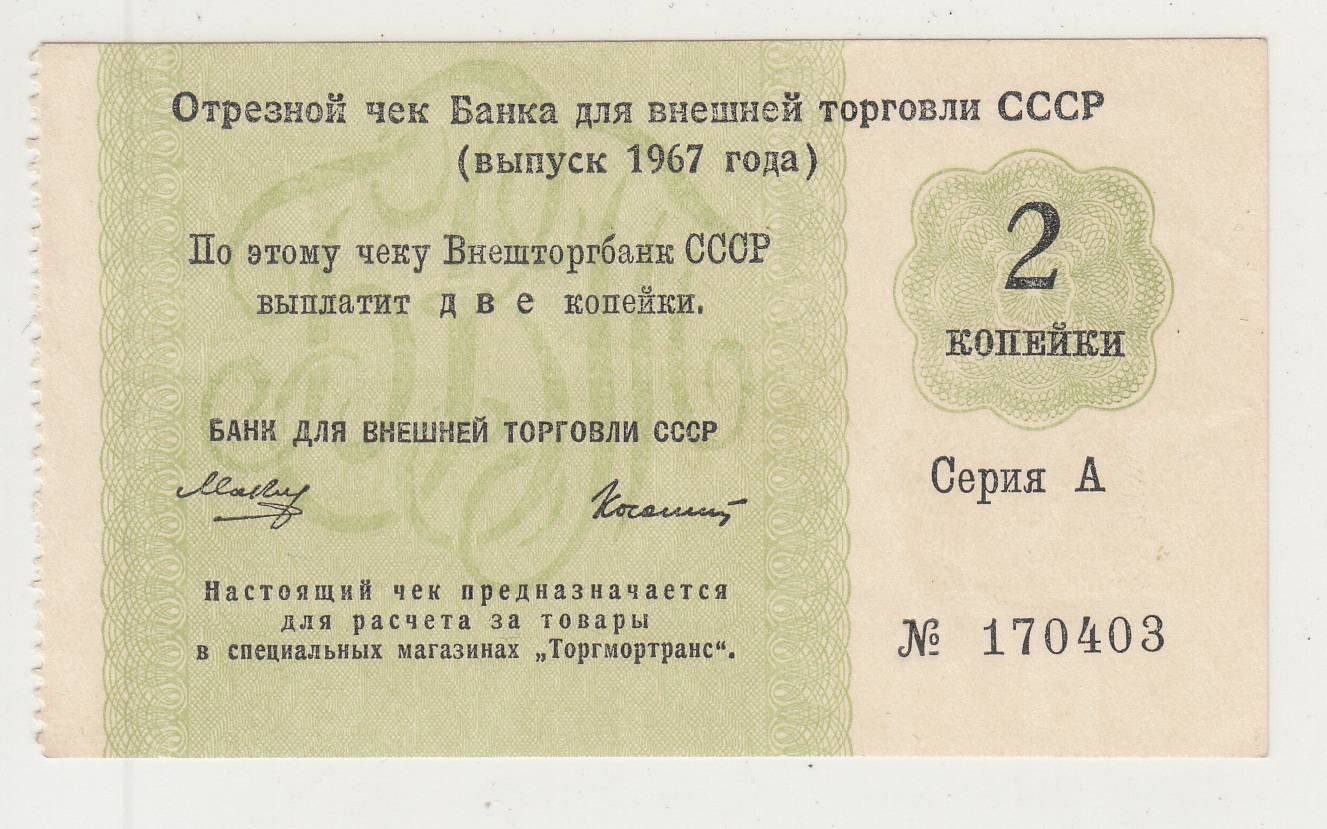 Отрезной чек Банка для внешней торговли СССР
(выпуск 1967 года)
По этому чеку Внешторгбанк СССР
выплатит две копейки.
2
КОПЕЙКИ
БАНК ДЛЯ ВНЕШНЕЙ ТОРГОВЛИ СССР
Серия А
Настоящий чек предназначается
для расчета за товары
в специальных магазинах „Торгмортранс“.
№ 170403